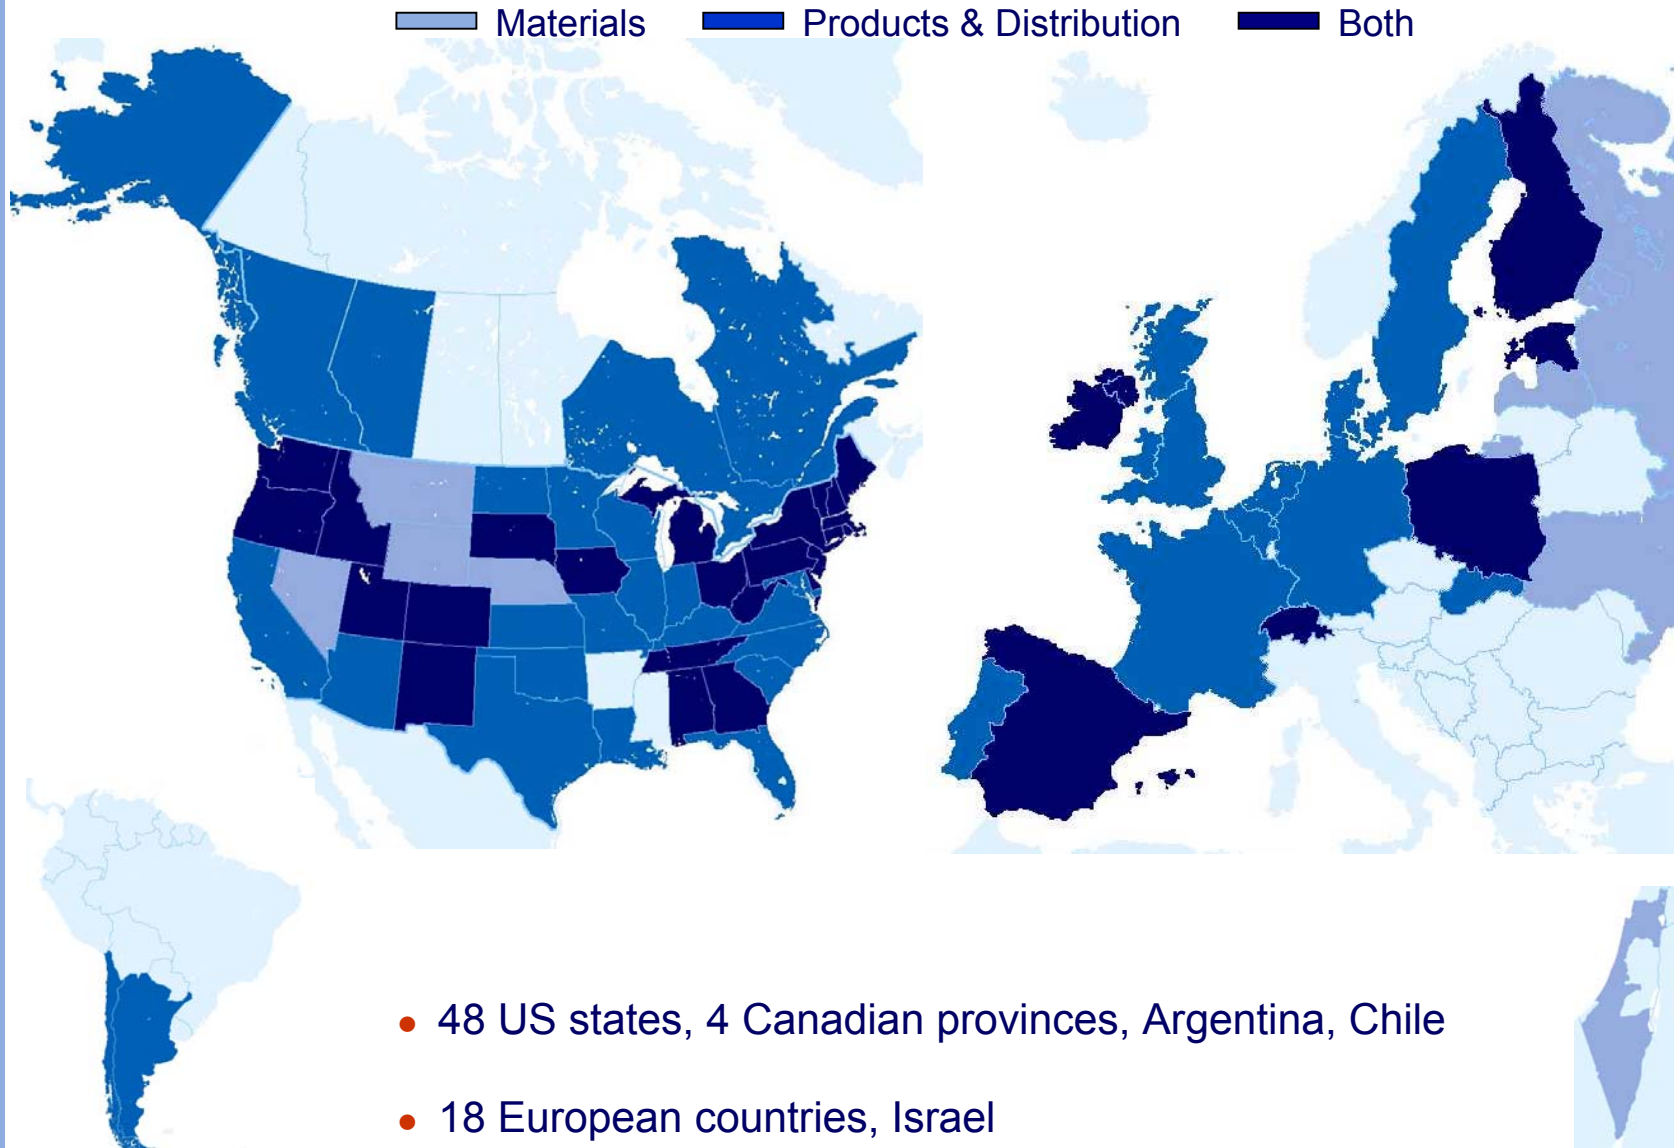 Materials Products & Distribution Both
• 48 US states, 4 Canadian provinces, Argentina, Chile
• 18 European countries, Israel